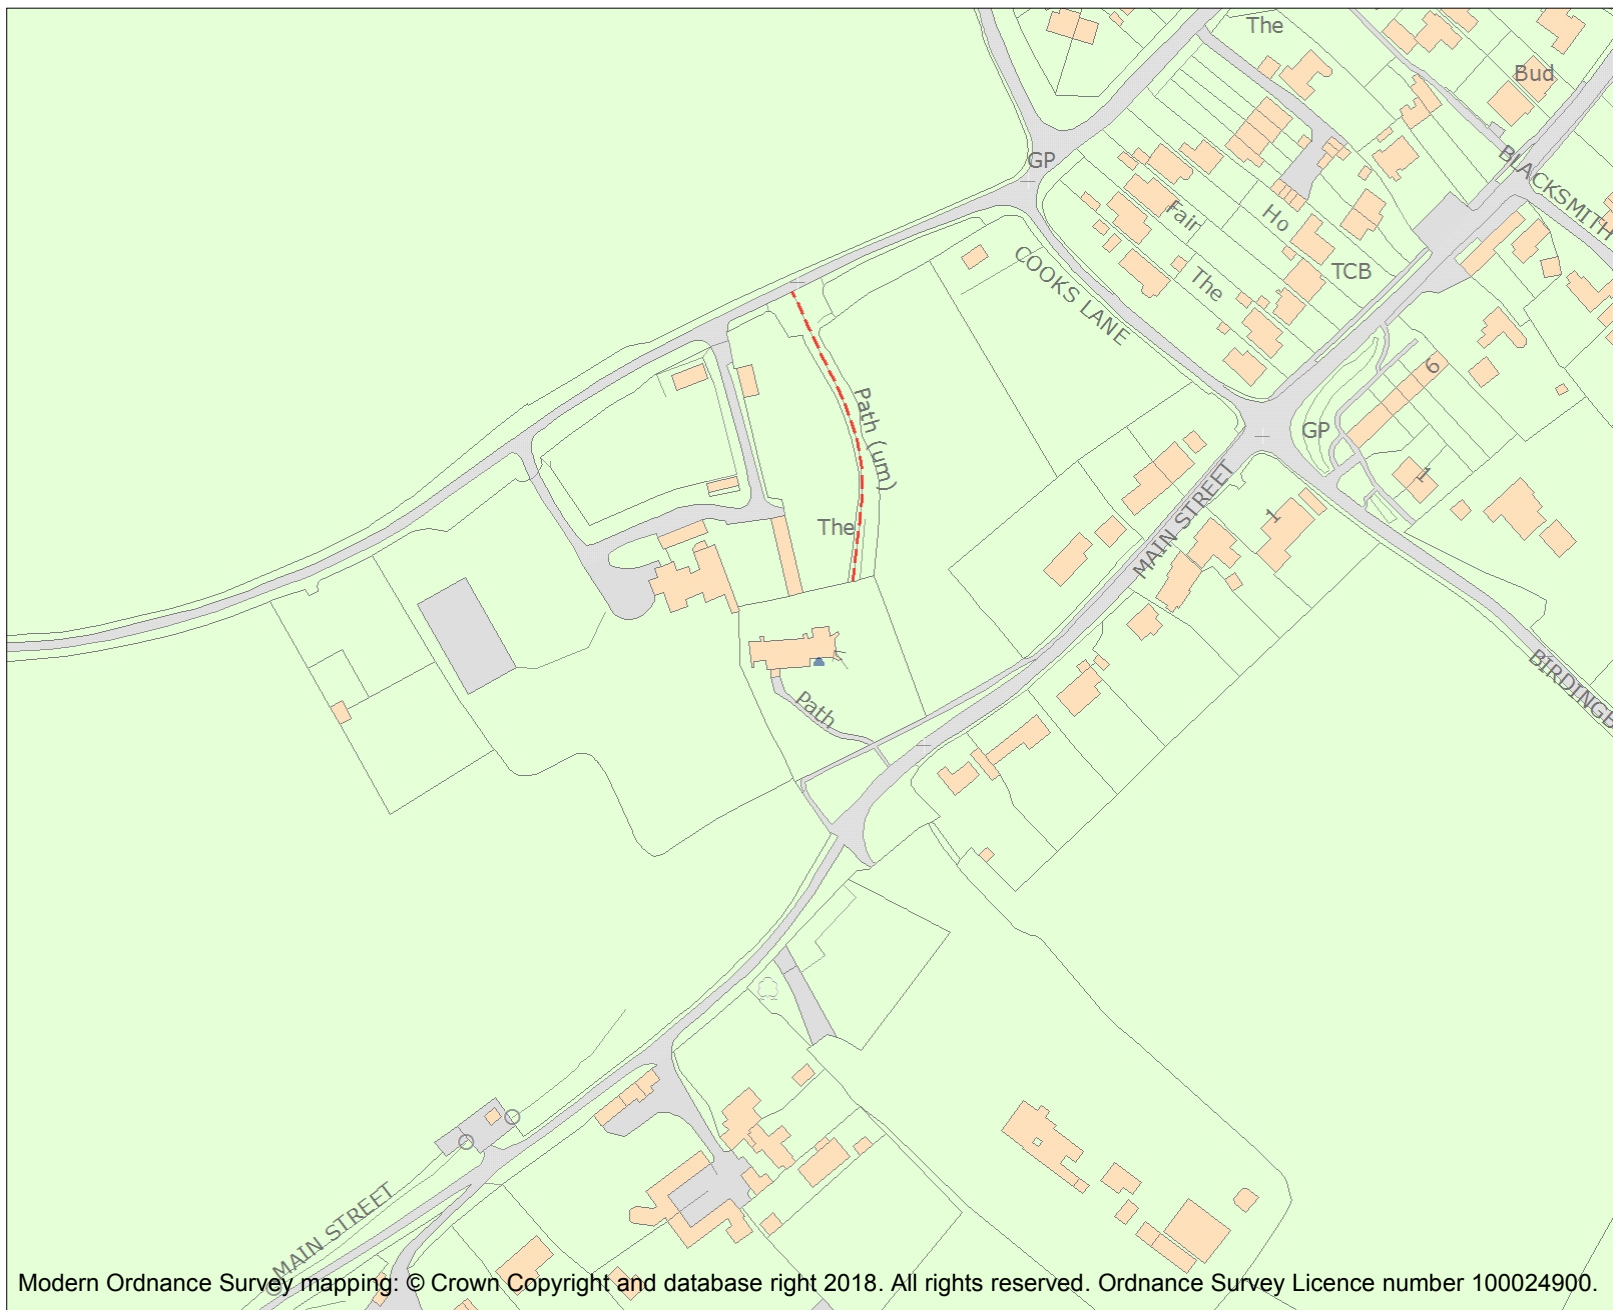 The
Bud
GP
BLACKSMITH
Fair
Ho
The
TCB
COOKS LANE
6
GP
Path (um)
1
The
MAIN STREET
1
BIRDINGB
Path
MAIN STREET
Modern Ordnance Survey mapping: © Crown Copyright and database right 2018. All rights reserved. Ordnance Survey Licence number 100024900.